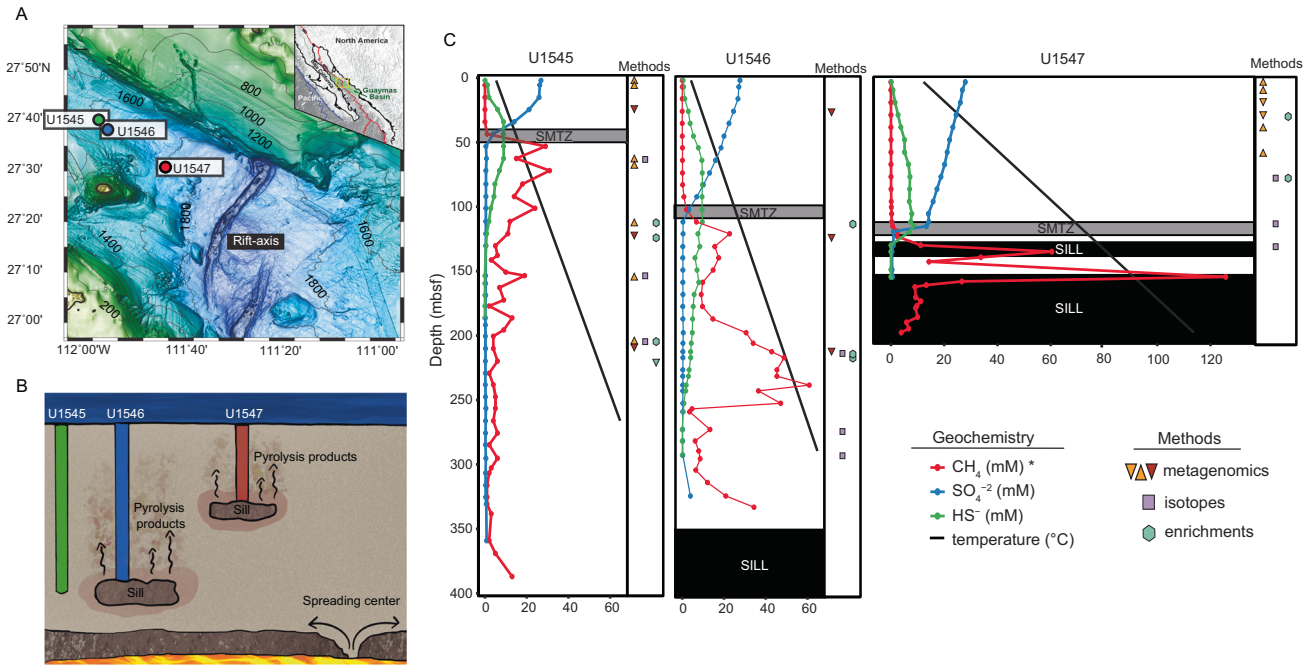 A
North America
Guaymas
Basin
Pacific
27°50'N
27°40'
27°30'
27°20'
27°10'
27°00'
112°00'W
111°40'
111°20'
111°00'
800
1000
1200
1600
1800
1400
200
1800
1600
U1545
U1546
U1547
Rift-axis
B
U1545
U1546
U1547
Pyrolysis products
Sill
Pyrolysis
products
Sill
Spreading center
C
U1545
Methods
U1546
Methods
U1547
Methods
Depth (mbsf)
0
50
100
150
200
250
300
350
400
SMTZ
0
20
40
60
SMTZ
SILL
0
20
40
60
SMTZ
SILL
SILL
0
20
40
60
80
100
120
Geochemistry
CH4 (mM) *
SO4−2 (mM)
HS− (mM)
temperature (°C)
Methods
metagenomics
isotopes
enrichments